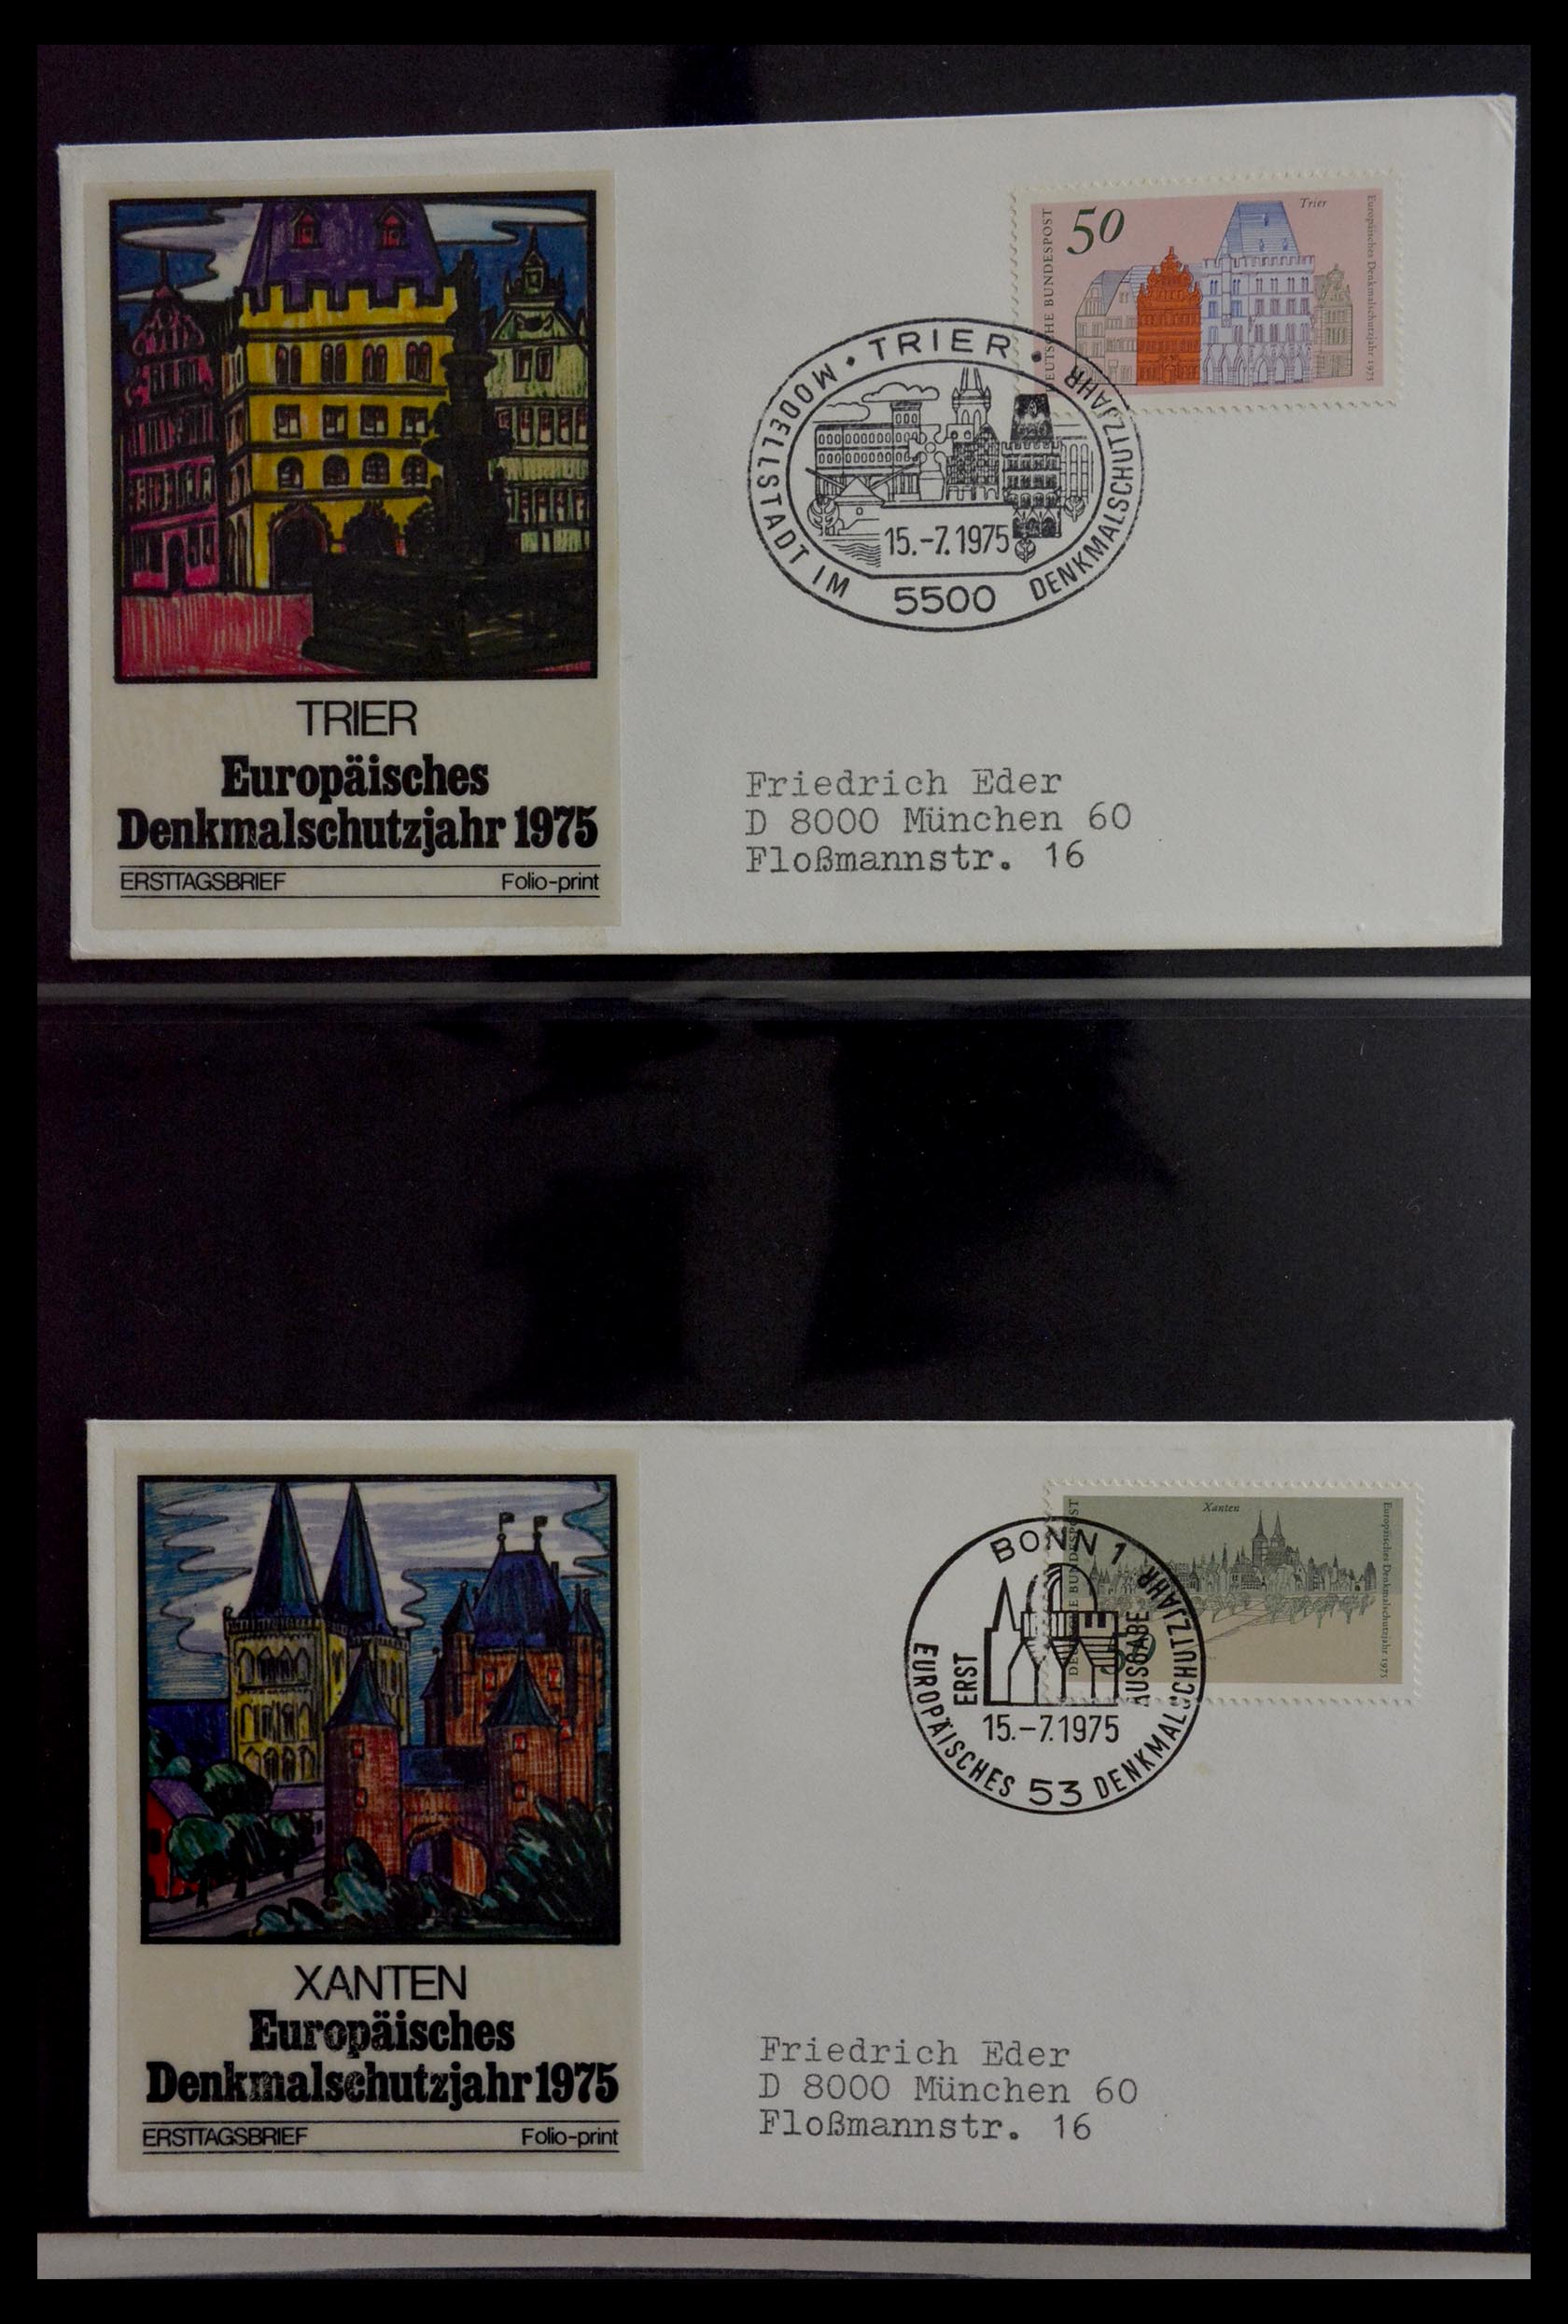 TRIER
Europäisches
Denkmalschutzjahr 1975
ERSTTAGSBRIEF Folio-print
50
Trier
DEUTSCHE BUNDESPOST
Europäisches Denkmalschutzjahr 1975
• TRIER •
MODELLSTADT IM DENKMALSCHUTZJAHR
15.-7.1975
5500
Friedrich Eder
D 8000 München 60
Floßmannstr. 16
XANTEN
Europäisches
Denkmalschutzjahr 1975
ERSTTAGSBRIEF Folio-print
Xanten
Europäisches Denkmalschutzjahr 1975
BONN 1
ERST AUSGABE
15.-7.1975
EUROPÄISCHES 53 DENKMALSCHUTZJAHR
Friedrich Eder
D 8000 München 60
Floßmannstr. 16